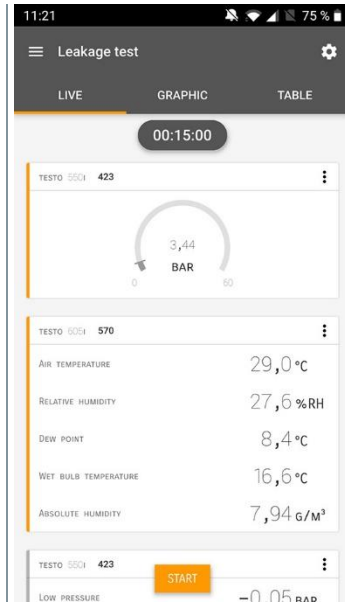 11:21 75 %
Leakage test
LIVE GRAPHIC TABLE
00:15:00
TESTO 550I 423
3,44
BAR
0 60
TESTO 605I 570
AIR TEMPERATURE 29,0 °C
RELATIVE HUMIDITY 27,6 %RH
DEW POINT 8,4 °C
WET BULB TEMPERATURE 16,6 °C
ABSOLUTE HUMIDITY 7,94 G/M³
TESTO 550I 423
START
LOW PRESSURE -0,05 BAR